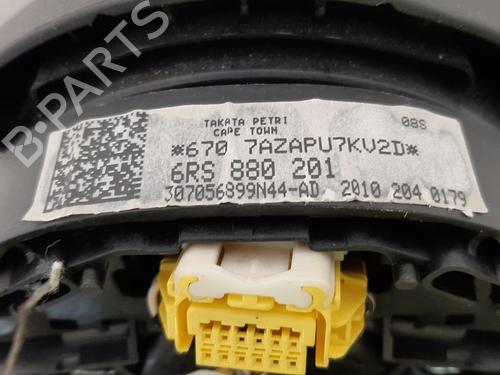 TAKATA PETRI
CAPE TOWN
08S
*670 7AZAPU7KV2D*
6RS 880 201
307056899N44-AD 2010 204 0179
B-PARTS